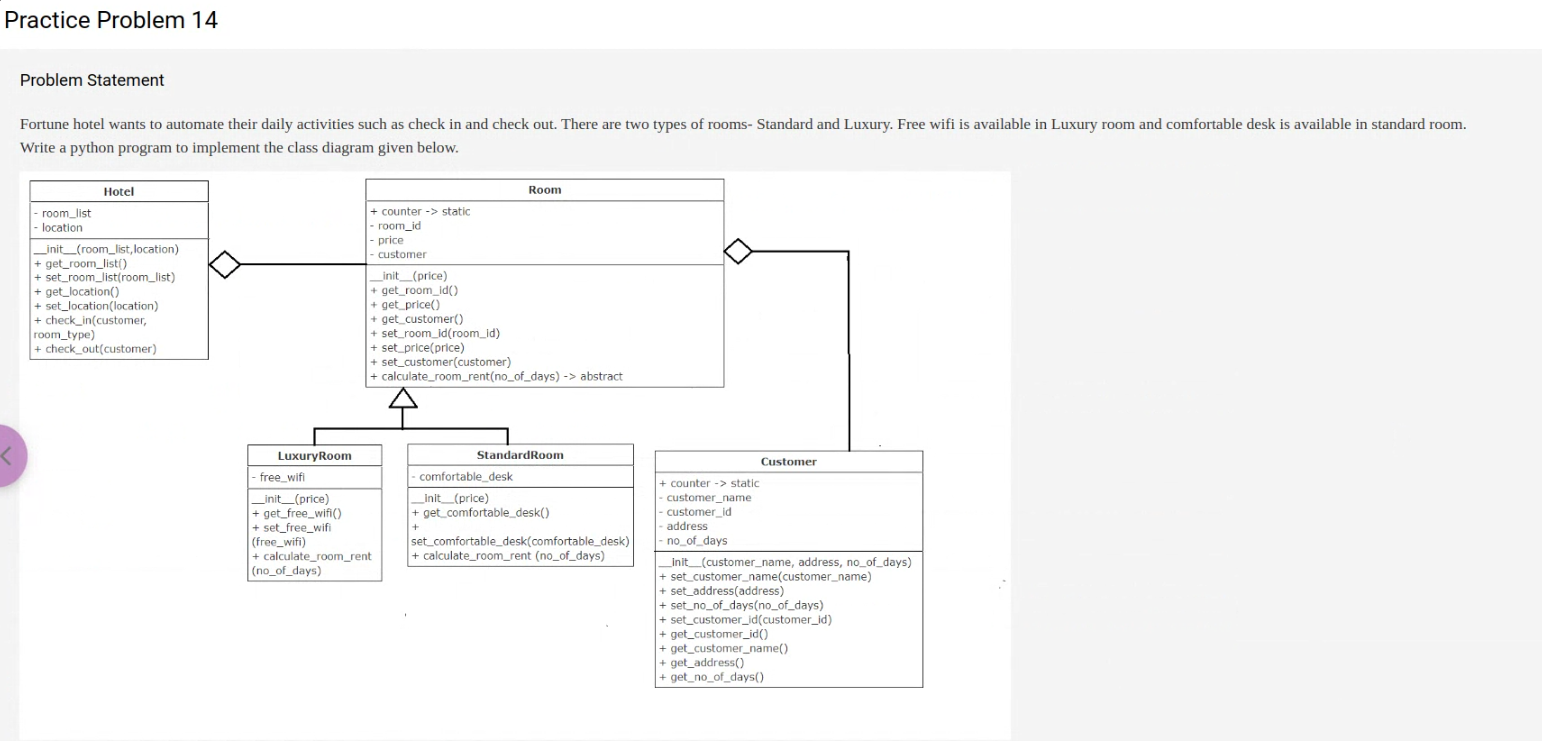 Practice Problem 14
Problem Statement
Fortune hotel wants to automate their daily activities such as check in and check out. There are two types of rooms- Standard and Luxury. Free wifi is available in Luxury room and comfortable desk is available in standard room.
Write a python program to implement the class diagram given below.
Hotel
- room_list
- location
__init__(room_list,location)
+ get_room_list()
+ set_room_list(room_list)
+ get_location()
+ set_location(location)
+ check_in(customer,
room_type)
+ check_out(customer)
Room
+ counter -> static
- room_id
- price
- customer
__init__(price)
+ get_room_id()
+ get_price()
+ get_customer()
+ set_room_id(room_id)
+ set_price(price)
+ set_customer(customer)
+ calculate_room_rent(no_of_days) -> abstract
LuxuryRoom
- free_wifi
__init__(price)
+ get_free_wifi()
+ set_free_wifi
(free_wifi)
+ calculate_room_rent
(no_of_days)
StandardRoom
- comfortable_desk
__init__(price)
+ get_comfortable_desk()
+
set_comfortable_desk(comfortable_desk)
+ calculate_room_rent (no_of_days)
Customer
+ counter -> static
- customer_name
- customer_id
- address
- no_of_days
__init__(customer_name, address, no_of_days)
+ set_customer_name(customer_name)
+ set_address(address)
+ set_no_of_days(no_of_days)
+ set_customer_id(customer_id)
+ get_customer_id()
+ get_customer_name()
+ get_address()
+ get_no_of_days()